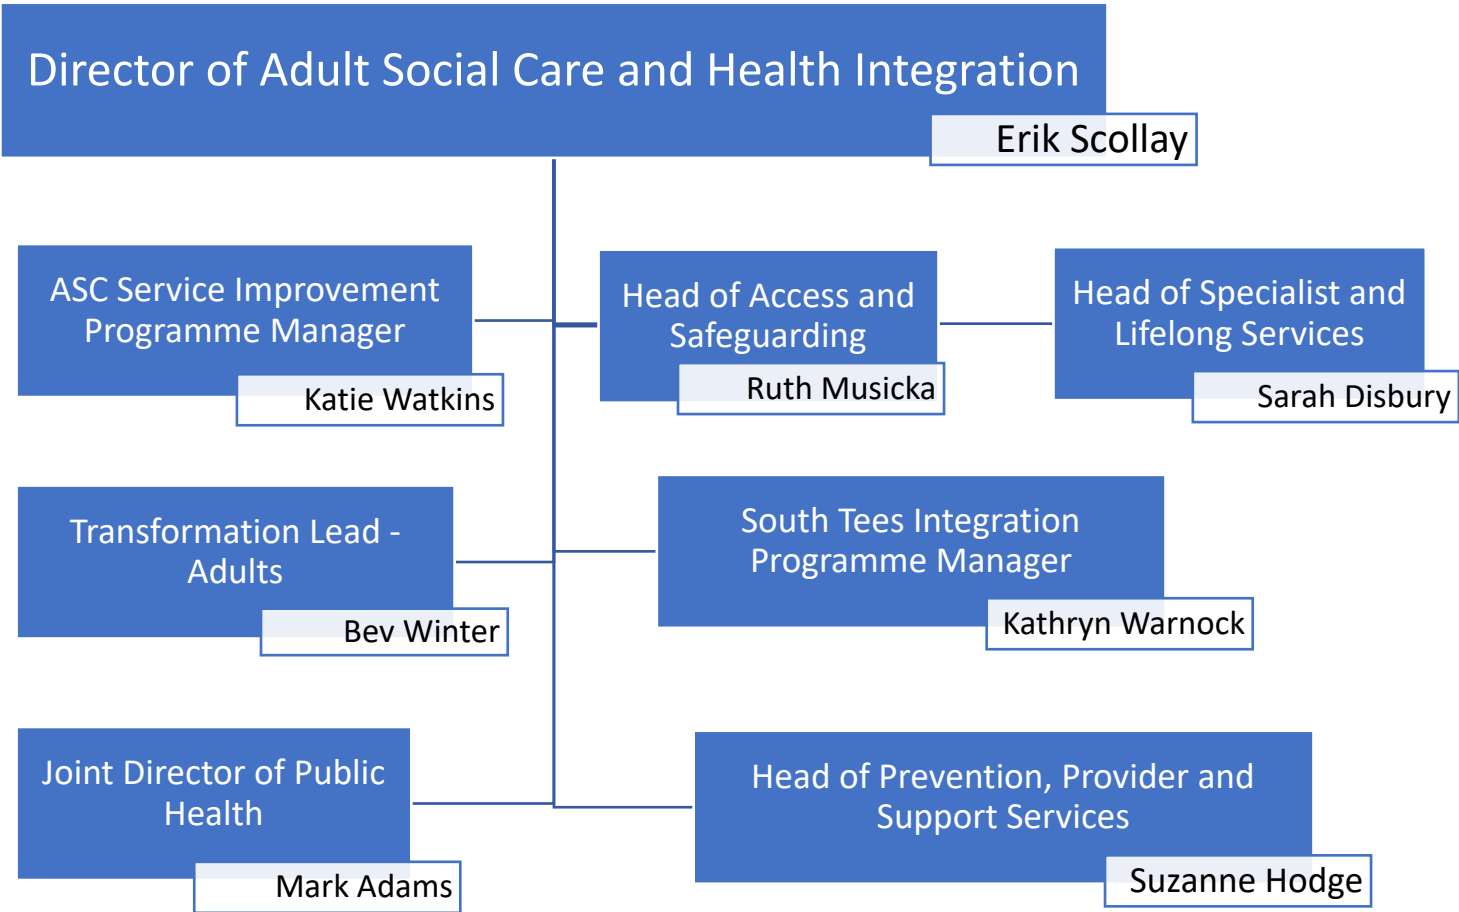 Director of Adult Social Care and Health Integration
Erik Scollay
ASC Service Improvement
Programme Manager
Katie Watkins
Head of Access and
Safeguarding
Ruth Musicka
Head of Specialist and
Lifelong Services
Sarah Disbury
Transformation Lead -
Adults
Bev Winter
South Tees Integration
Programme Manager
Kathryn Warnock
Joint Director of Public
Health
Mark Adams
Head of Prevention, Provider and
Support Services
Suzanne Hodge